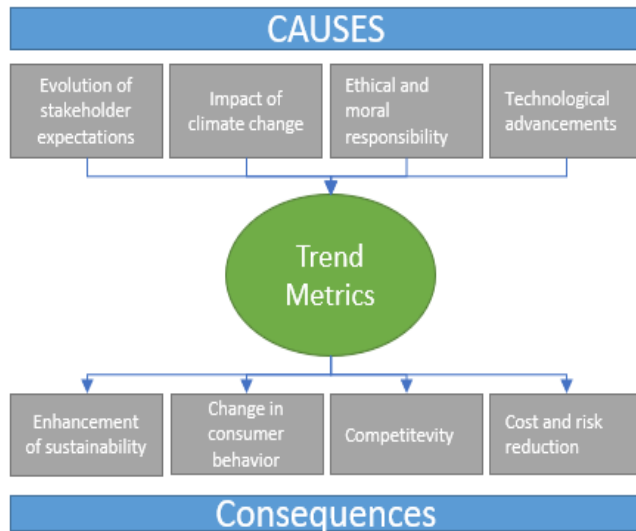 CAUSES
Evolution of
stakeholder
expectations
Impact of
climate change
Ethical and
moral
responsibility
Technological
advancements
Trend
Metrics
Enhancement
of sustainability
Change in
consumer
behavior
Competitevity
Cost and risk
reduction
Consequences